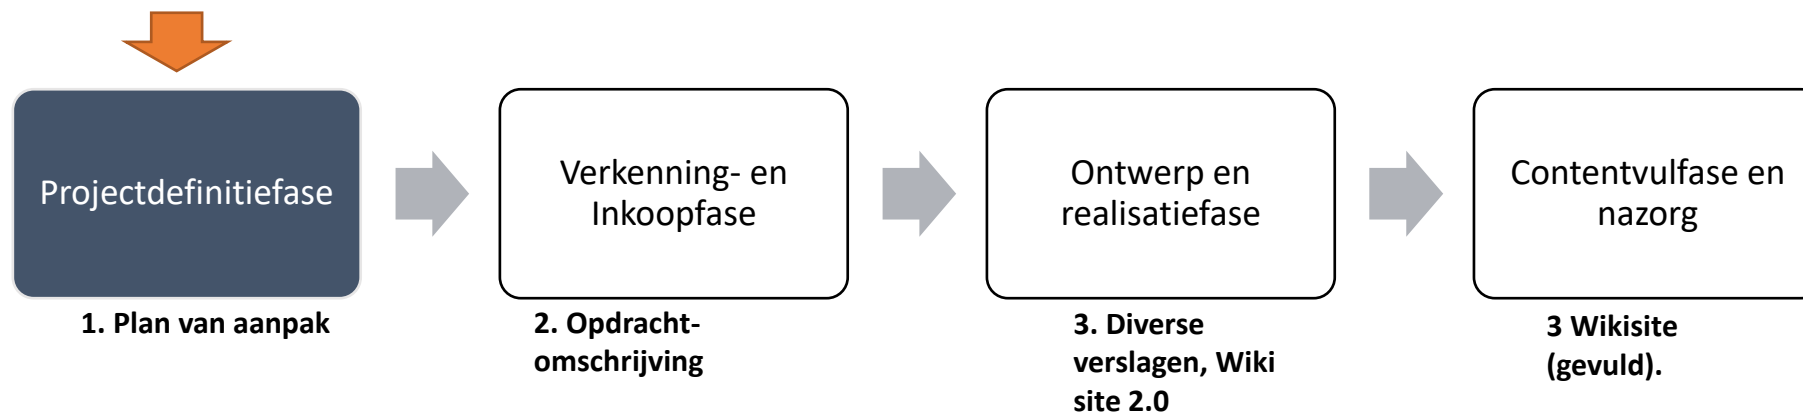 Projectdefinitiefase
Verkenning- en
Inkoopfase
Ontwerp en
realisatiefase
Contentvulfase en
nazorg
1. Plan van aanpak
2. Opdracht-
omschrijving
3. Diverse
verslagen, Wiki
site 2.0
3 Wikisite
(gevuld).